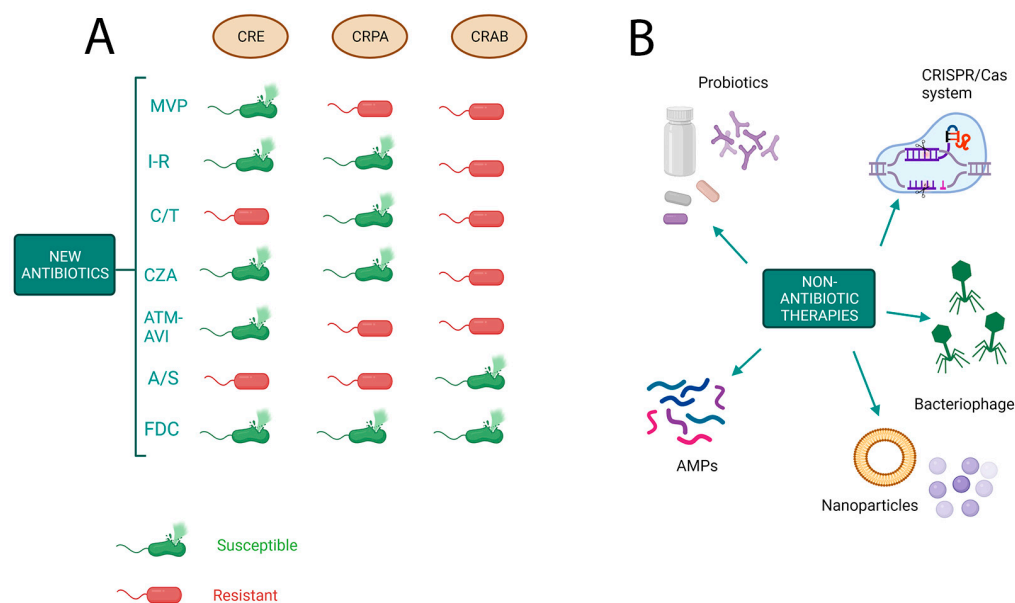 A
CRE
CRPA
CRAB
NEW
ANTIBIOTICS
MVP
I-R
C/T
CZA
ATM-
AVI
A/S
FDC
Susceptible
Resistant
B
Probiotics
CRISPR/Cas
system
NON-
ANTIBIOTIC
THERAPIES
Bacteriophage
AMPs
Nanoparticles